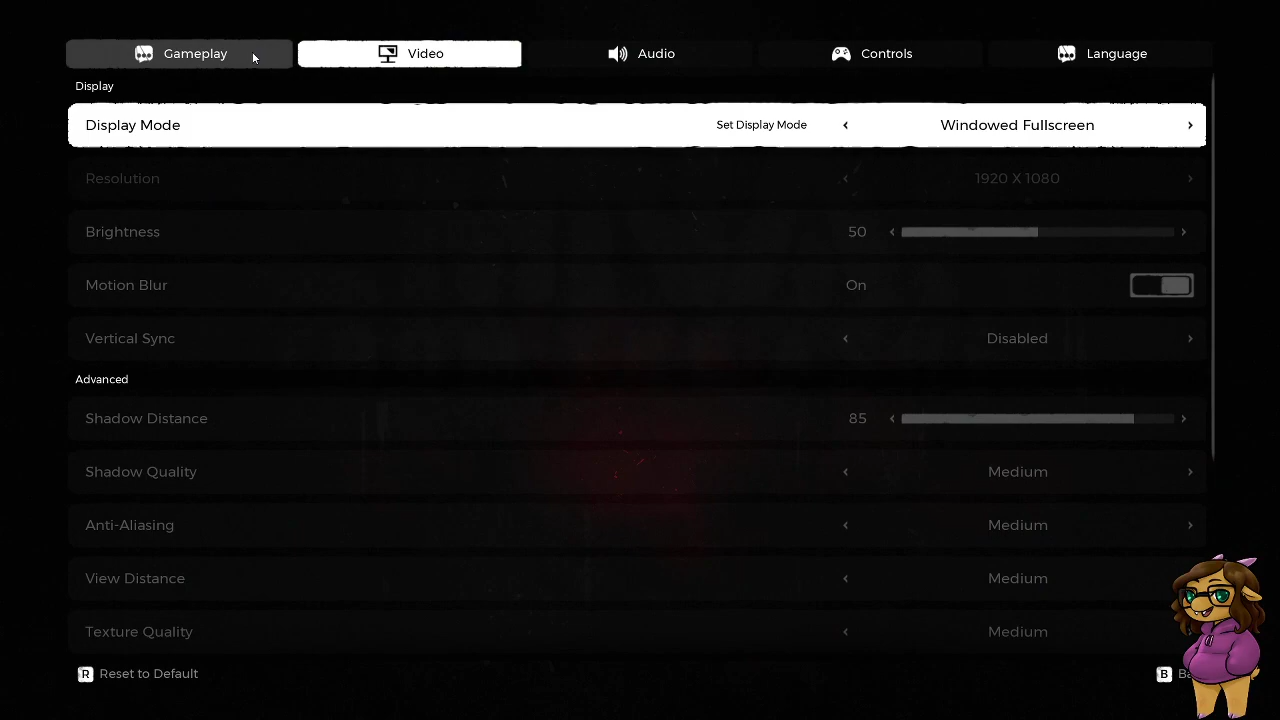 Gameplay Video Audio Controls Language
Display
Display Mode Set Display Mode Windowed Fullscreen
Resolution 1920 X 1080
Brightness 50
Motion Blur On
Vertical Sync Disabled
Advanced
Shadow Distance 85
Shadow Quality Medium
Anti-Aliasing Medium
View Distance Medium
Texture Quality Medium
R Reset to Default B